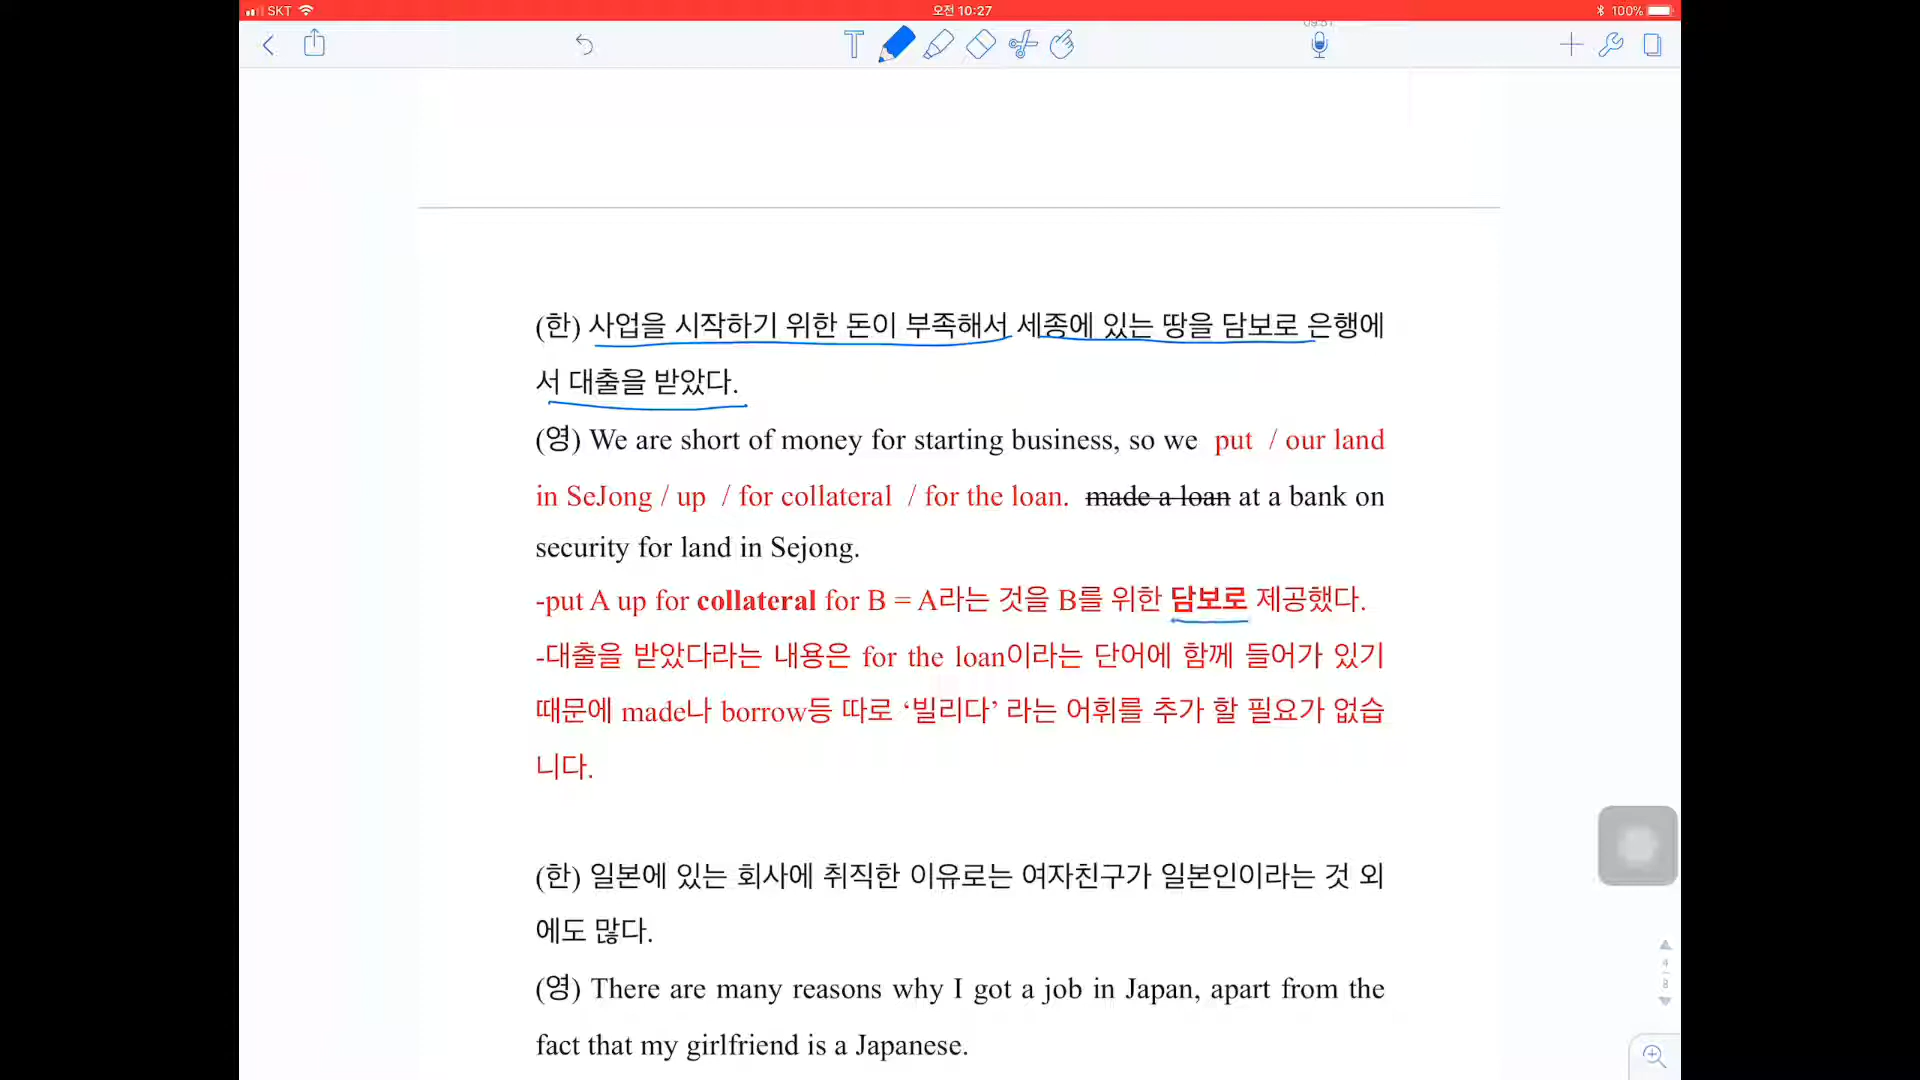 SKT 오전 10:27 100%
T
(한) 사업을 시작하기 위한 돈이 부족해서 세종에 있는 땅을 담보로 은행에
서 대출을 받았다.
(영) We are short of money for starting business, so we put / our land
in SeJong / up / for collateral / for the loan. made a loan at a bank on
security for land in Sejong.
-put A up for collateral for B = A라는 것을 B를 위한 담보로 제공했다.
-대출을 받았다라는 내용은 for the loan이라는 단어에 함께 들어가 있기
때문에 made나 borrow등 따로 ‘빌리다’ 라는 어휘를 추가 할 필요가 없습
니다.
(한) 일본에 있는 회사에 취직한 이유로는 여자친구가 일본인이라는 것 외
에도 많다.
(영) There are many reasons why I got a job in Japan, apart from the
fact that my girlfriend is a Japanese.
4
8